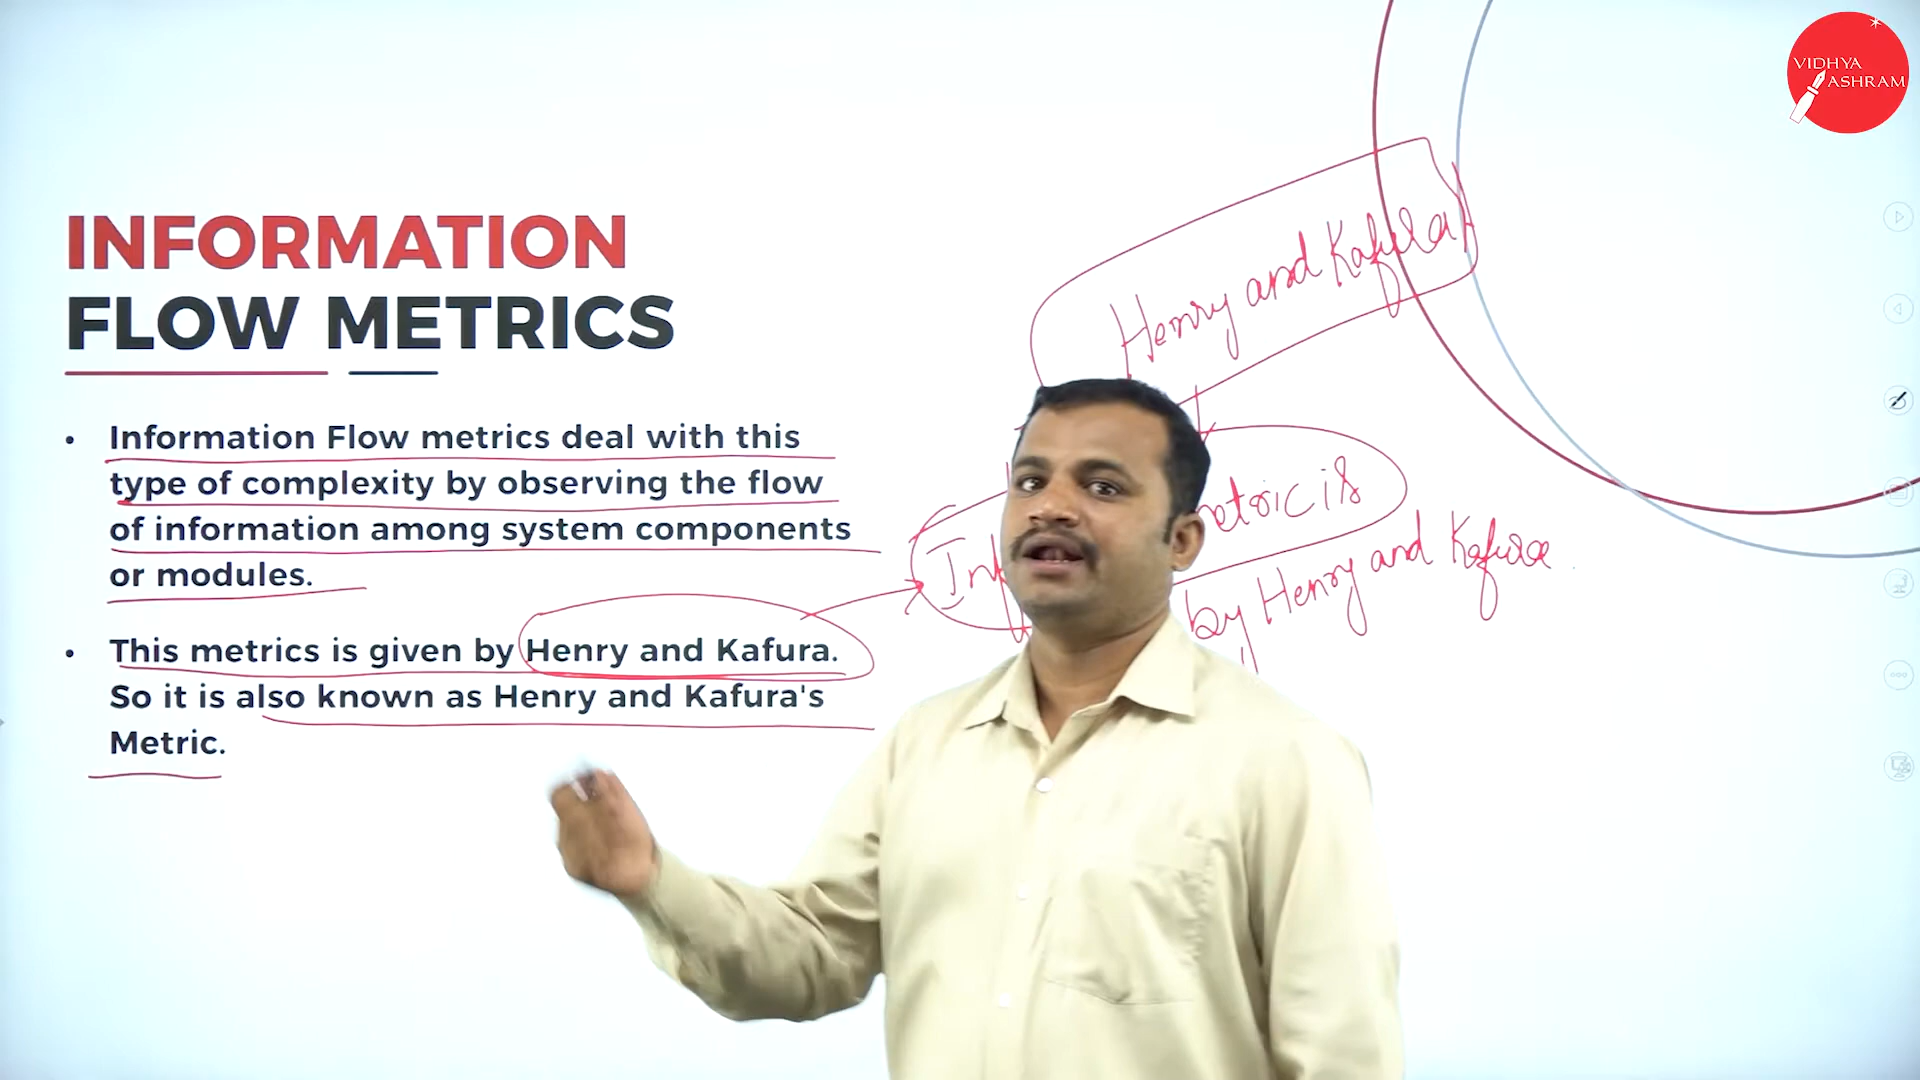 VIDHYA
ASHRAM
INFORMATION
FLOW METRICS
• Information Flow metrics deal with this
type of complexity by observing the flow
of information among system components
or modules.
• This metrics is given by Henry and Kafura.
So it is also known as Henry and Kafura's
Metric.
Henry and Kafura
is
by Henry and Kafura